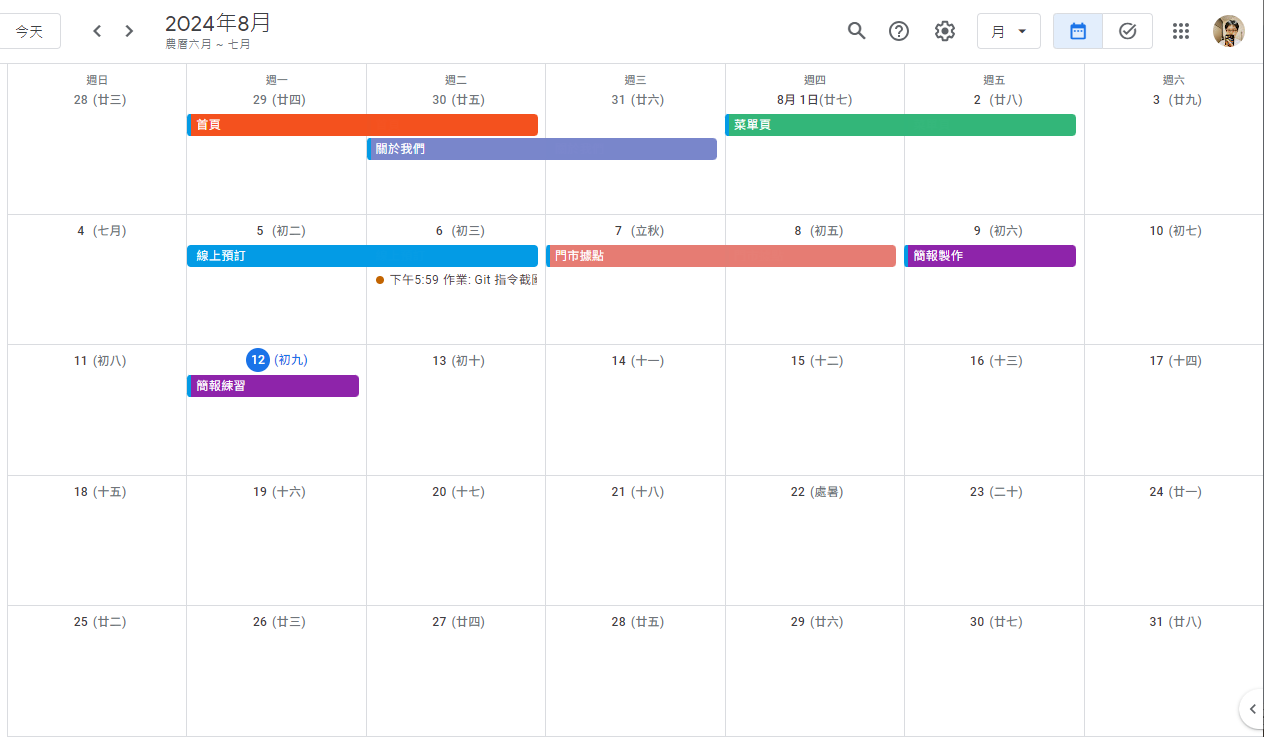 今天
2024年8月
農曆六月 ~ 七月
月
週日
週一
週二
週三
週四
週五
週六
28 (廿三)
29 (廿四)
30 (廿五)
31 (廿六)
8月 1日(廿七)
2 (廿八)
3 (廿九)
首頁
菜單頁
關於我們
4 (七月)
5 (初二)
6 (初三)
7 (立秋)
8 (初五)
9 (初六)
10 (初七)
線上預訂
門市據點
簡報製作
下午5:59 作業: Git 指令截圖
11 (初八)
12 (初九)
13 (初十)
14 (十一)
15 (十二)
16 (十三)
17 (十四)
簡報練習
18 (十五)
19 (十六)
20 (十七)
21 (十八)
22 (處暑)
23 (二十)
24 (廿一)
25 (廿二)
26 (廿三)
27 (廿四)
28 (廿五)
29 (廿六)
30 (廿七)
31 (廿八)